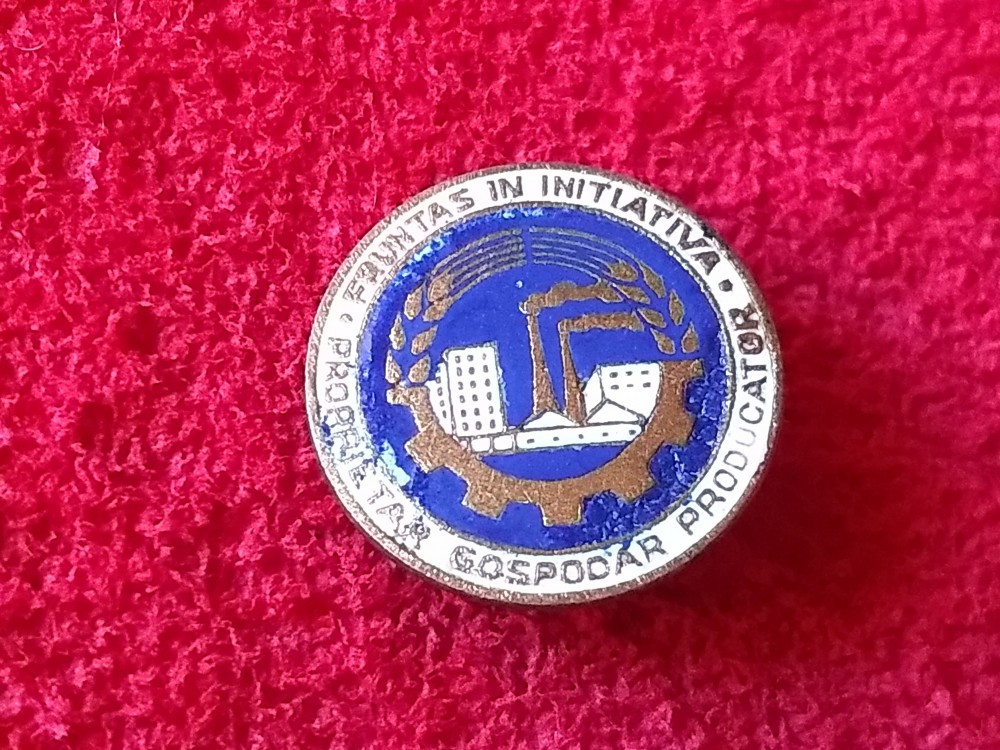 FRUNTAS IN INITIATIVA •
PROPRIETAR GOSPODAR PRODUCATOR •